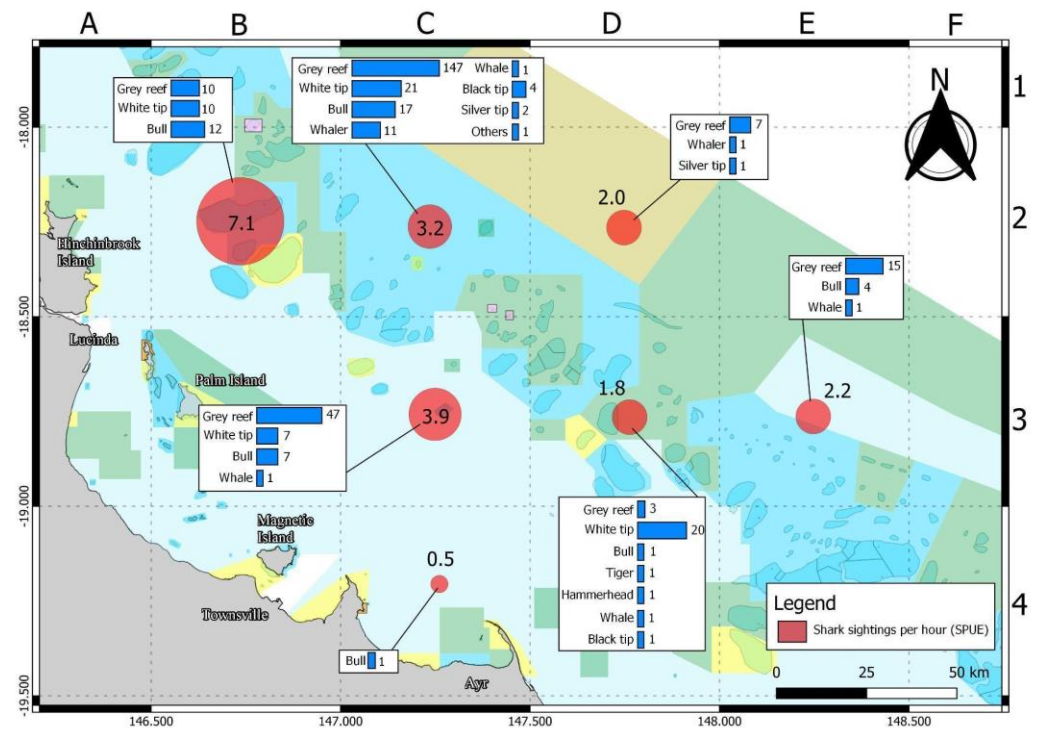 A B C D E F
1
2
3
4
N
Grey reef 10
White tip 10
Bull 12
Grey reef 147
White tip 21
Bull 17
Whaler 11
Whale 1
Black tip 4
Silver tip 2
Others 1
Grey reef 7
Whaler 1
Silver tip 1
7.1
3.2
2.0
Grey reef 15
Bull 4
Whale 1
Hinchinbrook
Island
Lucinda
Palm Island
Grey reef 47
White tip 7
Bull 7
Whale 1
3.9
1.8
2.2
Grey reef 3
White tip 20
Bull 1
Tiger 1
Hammerhead 1
Whale 1
Black tip 1
Magnetic
Island
Townsville
0.5
Bull 1
Ayr
Legend
Shark sightings per hour (SPUE)
0 25 50 km
-18.000
-18.500
-19.000
-19.500
146.500 147.000 147.500 148.000 148.500